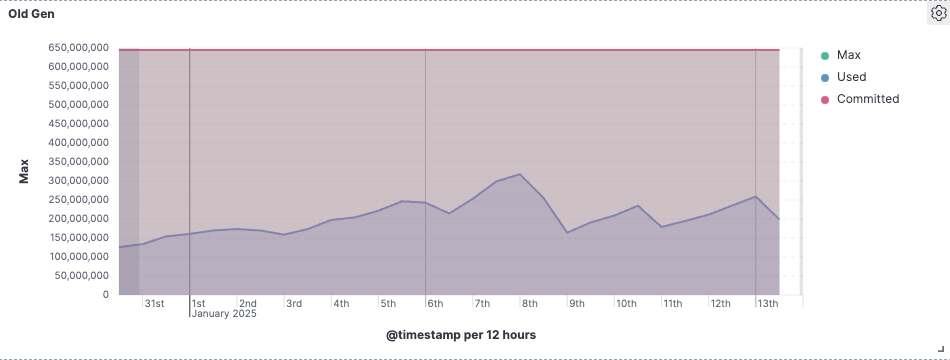 Old Gen
650,000,000
600,000,000
550,000,000
500,000,000
450,000,000
400,000,000
350,000,000
300,000,000
250,000,000
200,000,000
150,000,000
100,000,000
50,000,000
0
Max
31st 1st 2nd 3rd 4th 5th 6th 7th 8th 9th 10th 11th 12th 13th
January 2025
@timestamp per 12 hours
Max
Used
Committed